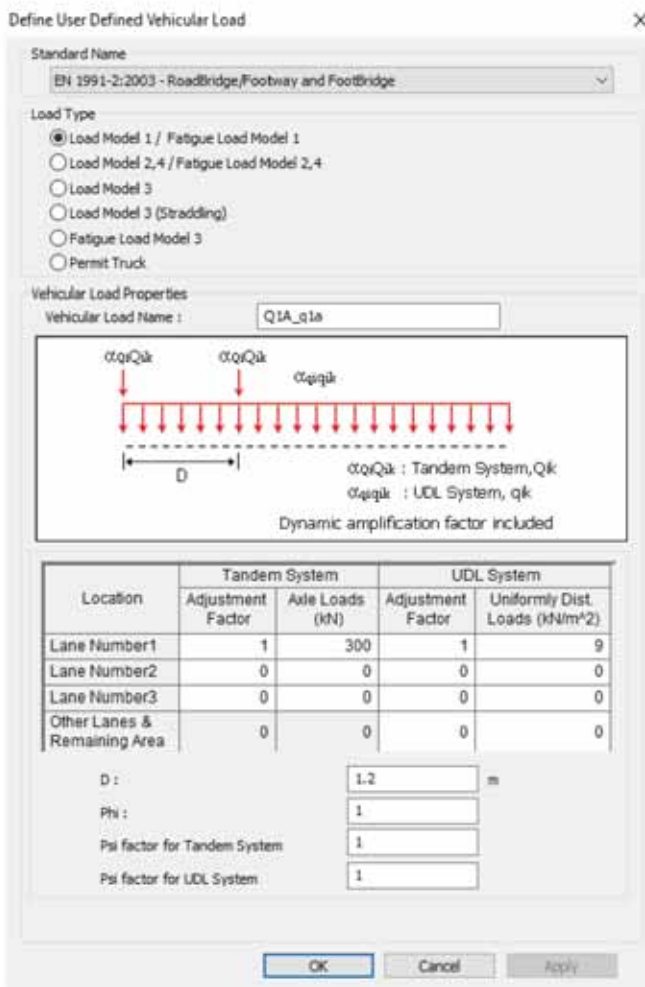 Define User Defined Vehicular Load
Standard Name
EN 1991-2:2003 - RoadBridge/Footway and FootBridge
Load Type
Load Model 1 / Fatigue Load Model 1
Load Model 2,4 / Fatigue Load Model 2,4
Load Model 3
Load Model 3 (Straddling)
Fatigue Load Model 3
Permit Truck
Vehicular Load Properties
Vehicular Load Name : Q1A_q1a
αQiQik αQiQik
αqiqik
D
αQiQik : Tandem System,Qik
αqiqik : UDL System, qik
Dynamic amplification factor included
Location Tandem System UDL System
Adjustment Factor Axle Loads (kN) Adjustment Factor Uniformly Dist. Loads (kN/m^2)
Lane Number1 1 300 1 9
Lane Number2 0 0 0 0
Lane Number3 0 0 0 0
Other Lanes & Remaining Area 0 0 0 0
D : 1.2 m
Phi : 1
Psi factor for Tandem System 1
Psi factor for UDL System 1
OK Cancel Apply